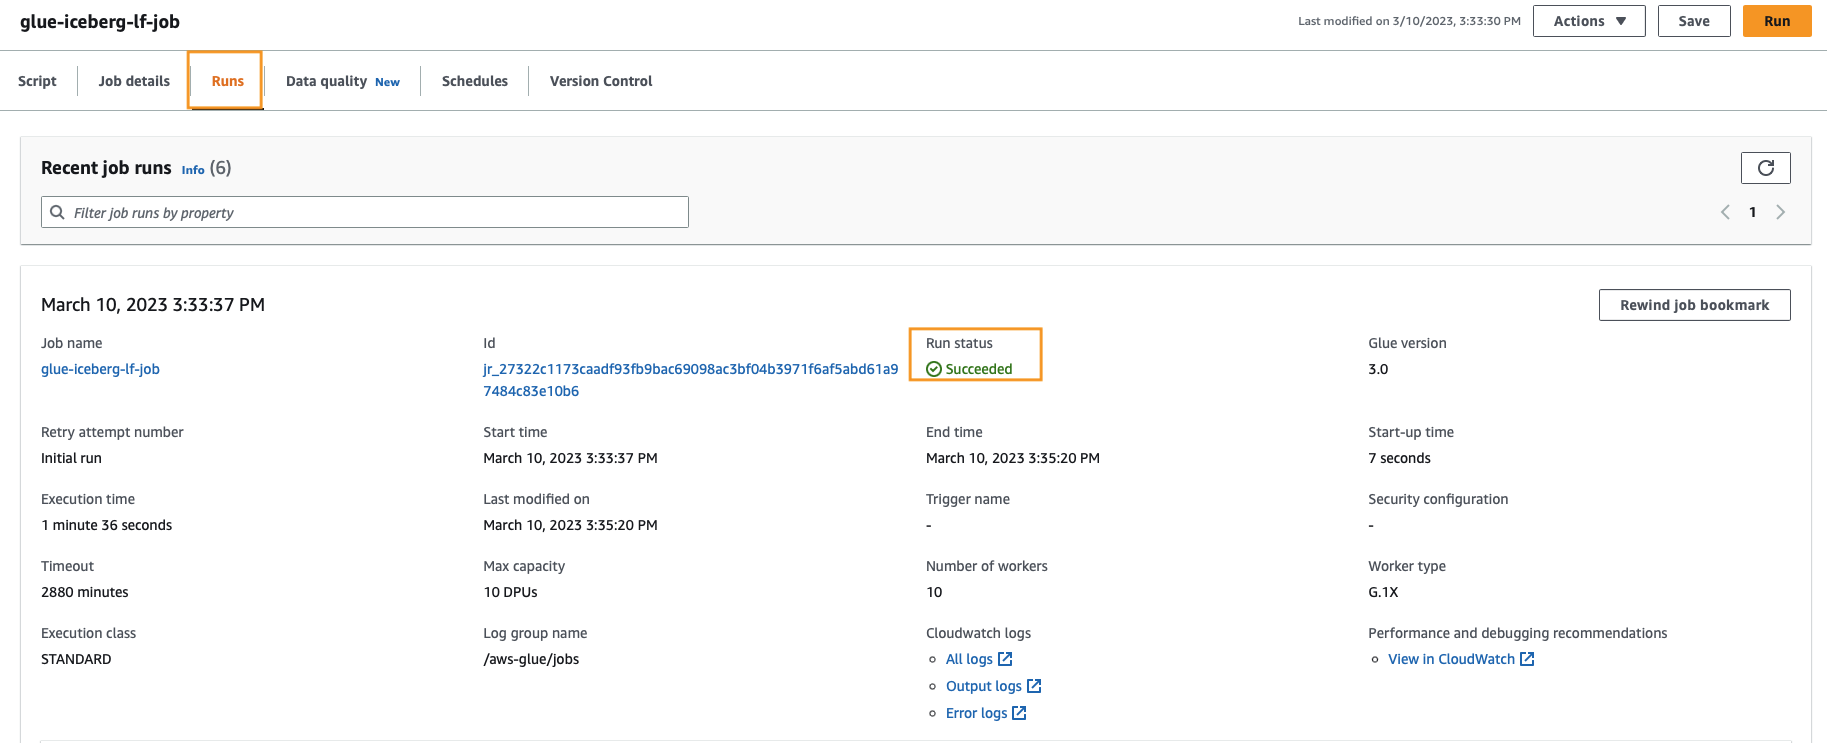 glue-iceberg-lf-job
Last modified on 3/10/2023, 3:33:30 PM
Actions
Save
Run
Script
Job details
Runs
Data quality New
Schedules
Version Control
Recent job runs Info (6)
Filter job runs by property
1
March 10, 2023 3:33:37 PM
Rewind job bookmark
Job name
glue-iceberg-lf-job
Id
jr_27322c1173caadf93fb9bac69098ac3bf04b3971f6af5abd61a9
7484c83e10b6
Run status
Succeeded
Glue version
3.0
Retry attempt number
Initial run
Start time
March 10, 2023 3:33:37 PM
End time
March 10, 2023 3:35:20 PM
Start-up time
7 seconds
Execution time
1 minute 36 seconds
Last modified on
March 10, 2023 3:35:20 PM
Trigger name
-
Security configuration
-
Timeout
2880 minutes
Max capacity
10 DPUs
Number of workers
10
Worker type
G.1X
Execution class
STANDARD
Log group name
/aws-glue/jobs
Cloudwatch logs
All logs
Output logs
Error logs
Performance and debugging recommendations
View in CloudWatch